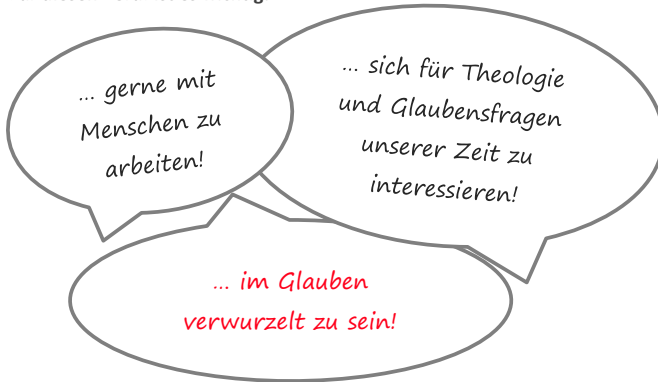 ... gerne mit
Menschen zu
arbeiten!
... sich für Theologie
und Glaubensfragen
unserer Zeit zu
interessieren!
... im Glauben
verwurzelt zu sein!